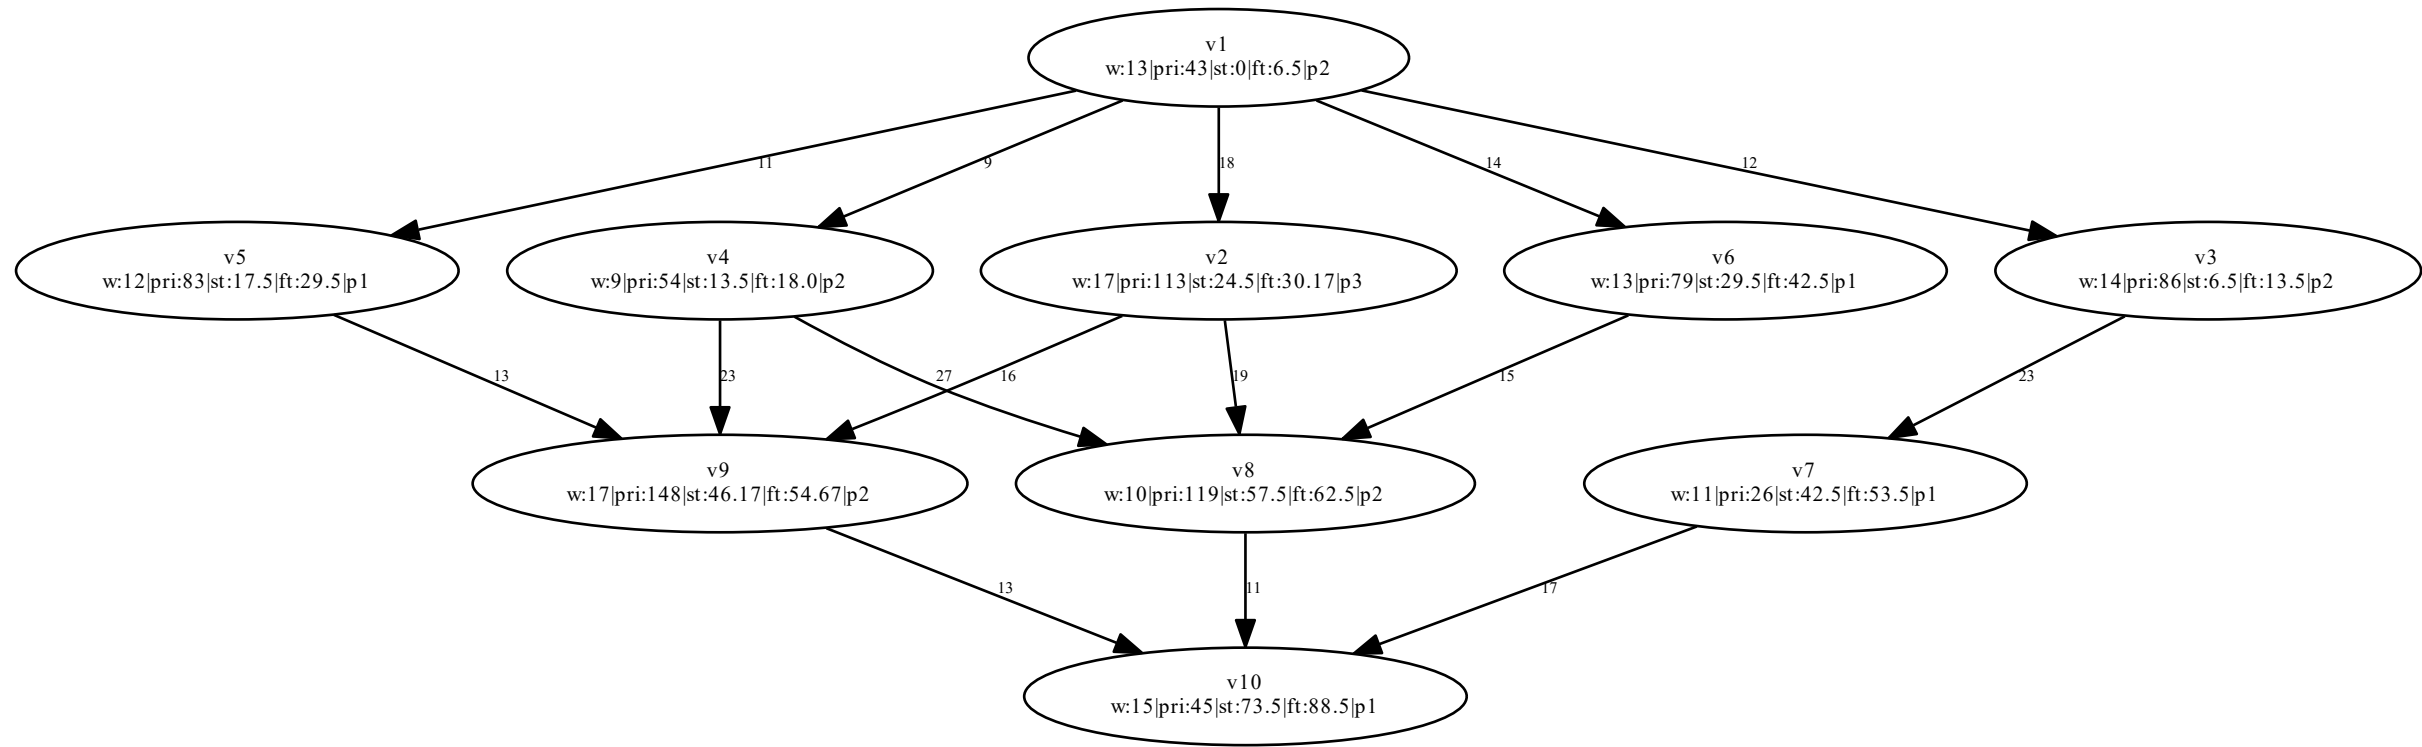 v1
w:13|pri:43|st:0|ft:6.5|p2
11
9
18
14
12
v5
w:12|pri:83|st:17.5|ft:29.5|p1
v4
w:9|pri:54|st:13.5|ft:18.0|p2
v2
w:17|pri:113|st:24.5|ft:30.17|p3
v6
w:13|pri:79|st:29.5|ft:42.5|p1
v3
w:14|pri:86|st:6.5|ft:13.5|p2
13
23
27
16
19
15
23
v9
w:17|pri:148|st:46.17|ft:54.67|p2
v8
w:10|pri:119|st:57.5|ft:62.5|p2
v7
w:11|pri:26|st:42.5|ft:53.5|p1
13
11
17
v10
w:15|pri:45|st:73.5|ft:88.5|p1